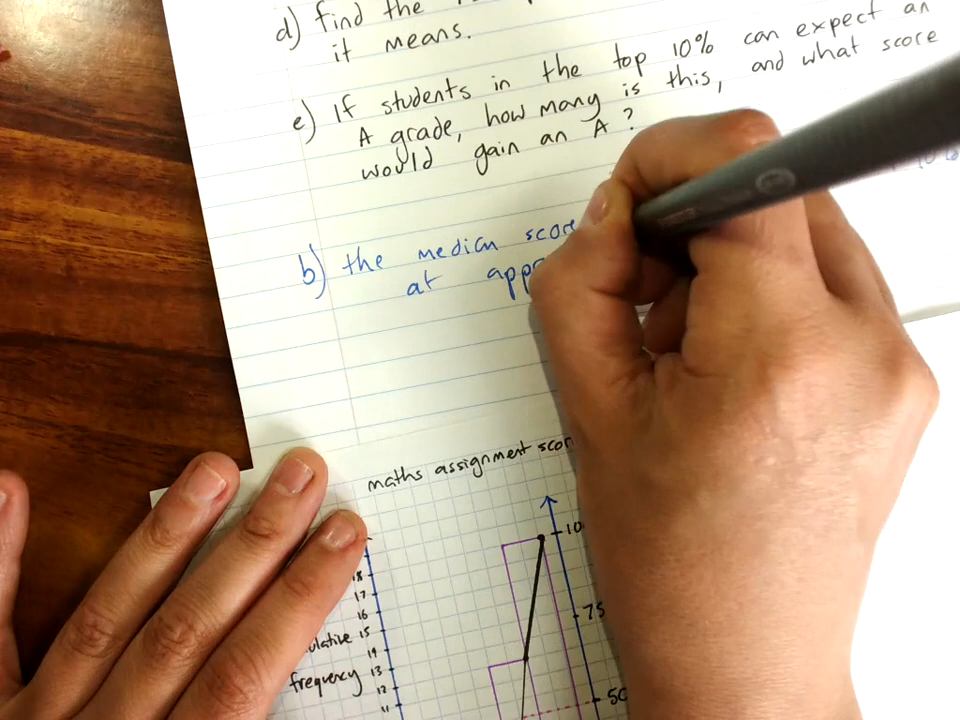 d) find the
it means.
e) If students in the top 10% can expect an
A grade, how many is this, and what score
would gain an A?
b) the median score
at
maths assignment
10
18
17
75
16
15
14
frequency 13
12
50
11